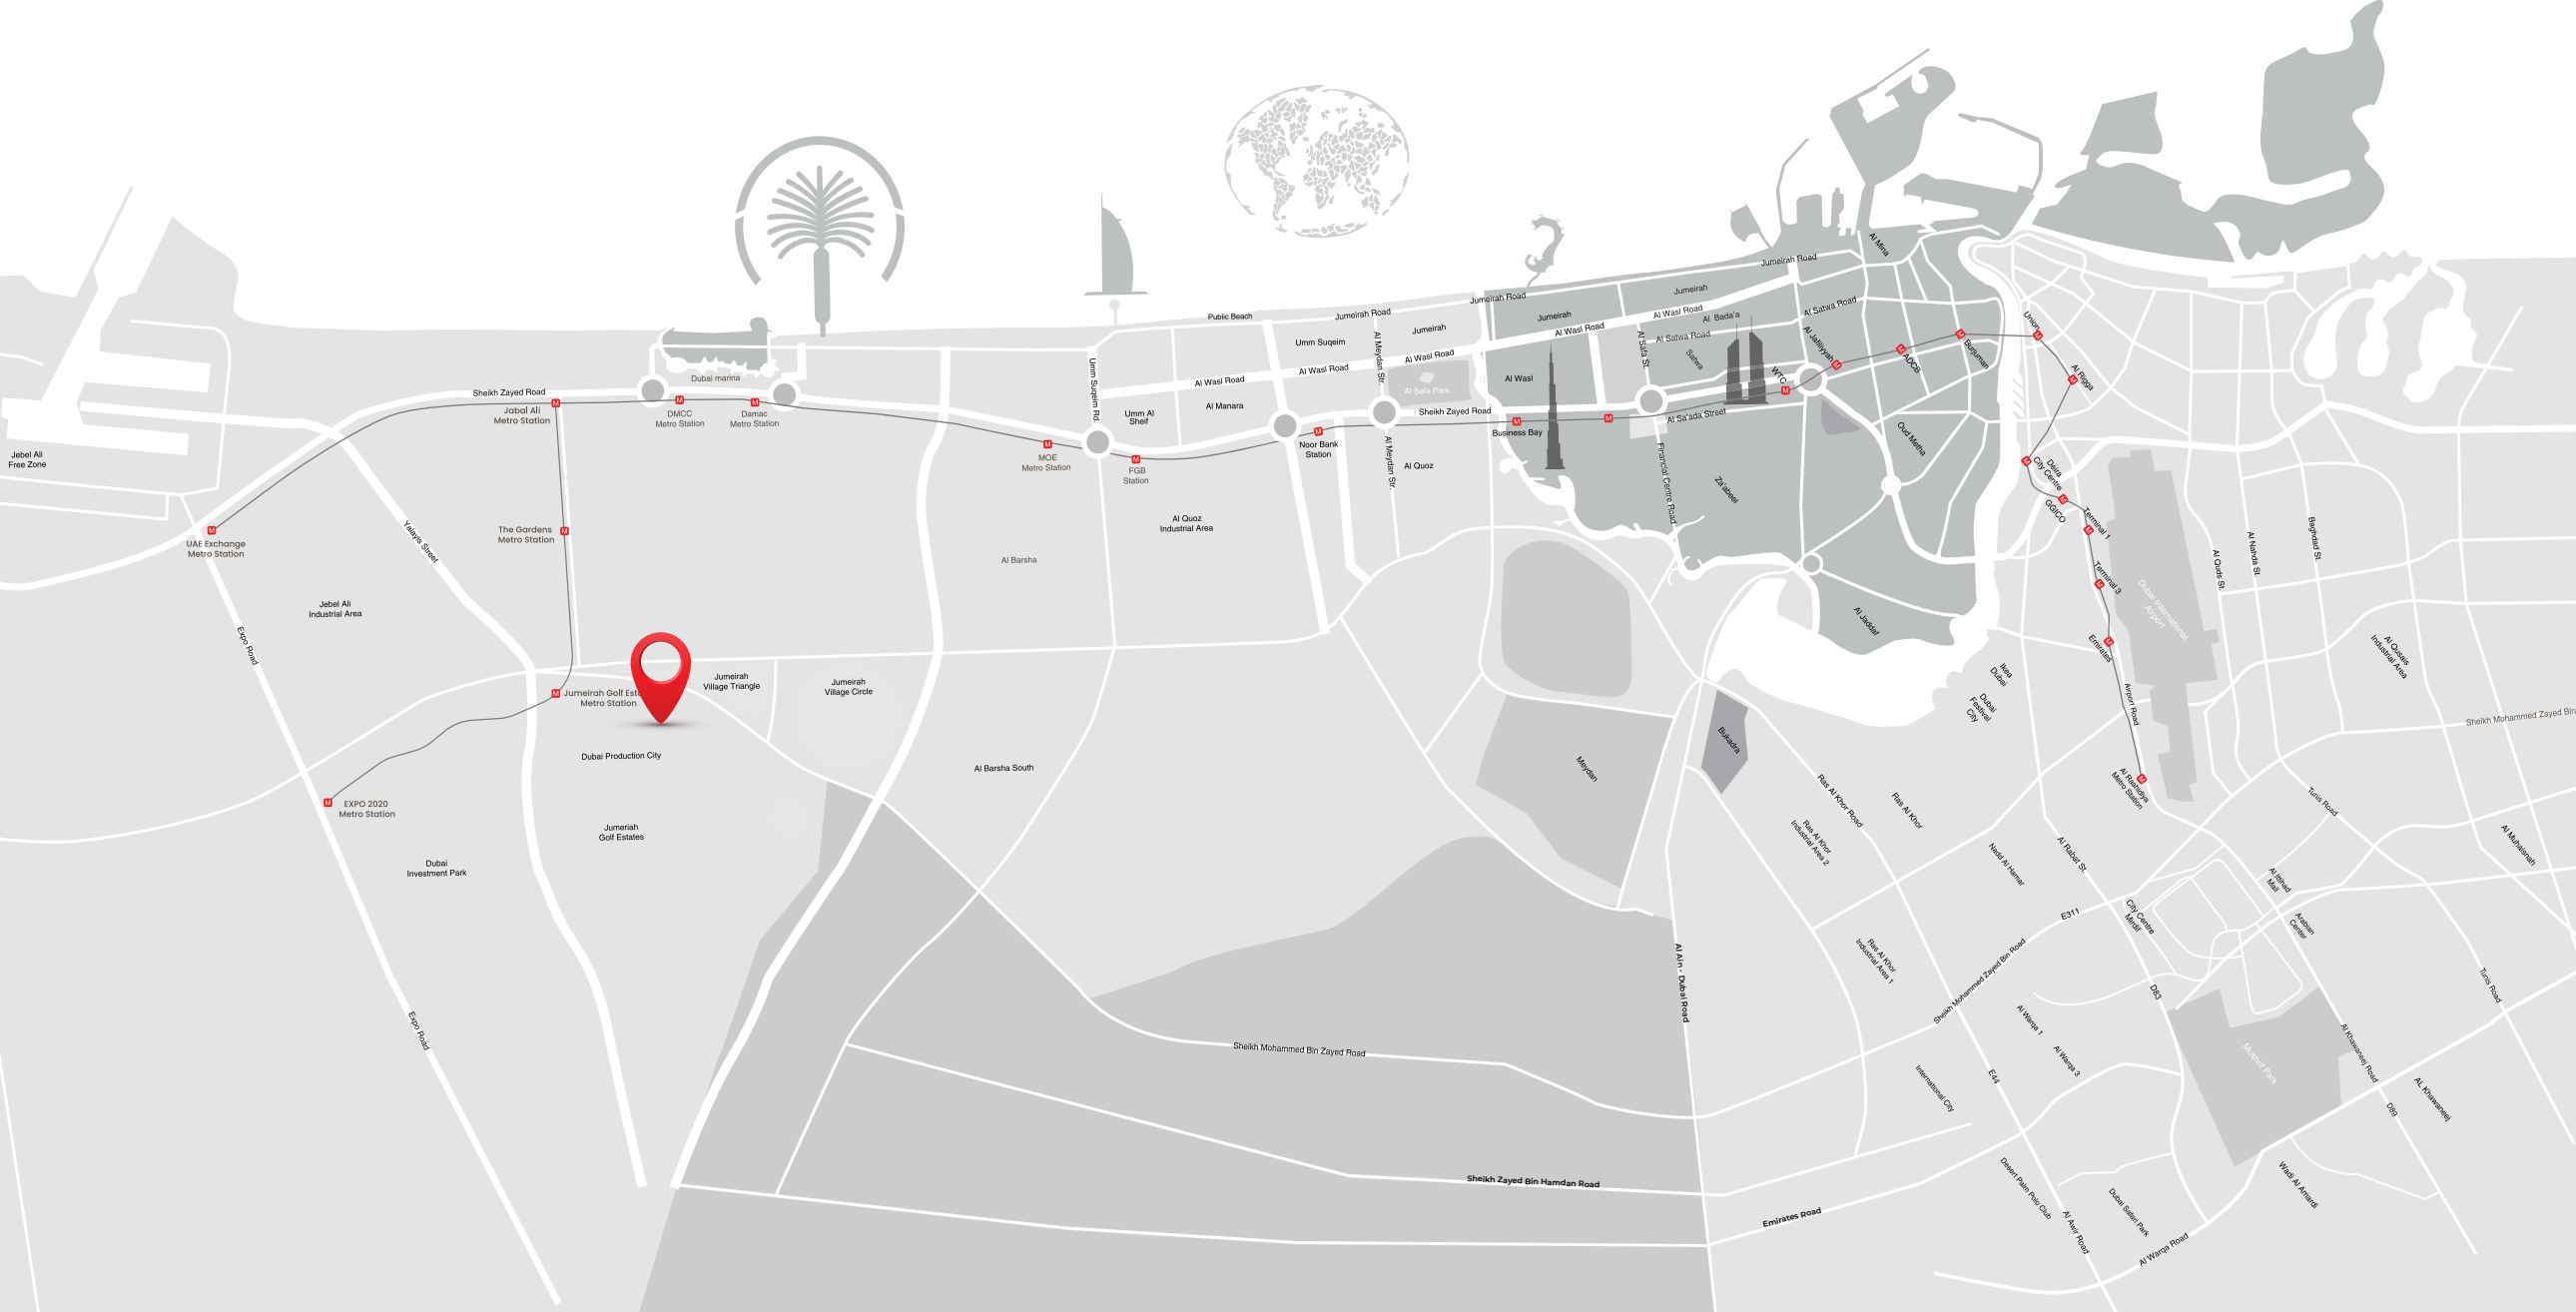 Jebel Ali
Free Zone
UAE Exchange
Metro Station
Sheikh Zayed Road
Jabal Ali
Metro Station
Dubai marina
DMCC
Metro Station
Damac
Metro Station
The Gardens
Metro Station
Yalayis Street
Jebel Ali
Industrial Area
Expo Road
Jumeirah Golf Est
Metro Station
Jumeirah
Village Triangle
Jumeirah
Village Circle
Dubai Production City
EXPO 2020
Metro Station
Jumeriah
Golf Estates
Dubai
Investment Park
Expo Road
MOE
Metro Station
Umm Suqeim Rd.
FGB
Station
Umm Al
Sheif
Al Manara
Al Barsha
Al Quoz
Industrial Area
Al Barsha South
Public Beach
Umm Suqeim
Al Wasl Road
Al Wasl Road
Noor Bank
Station
Jumeirah Road
Al Meydan Str.
Jumeirah
Al Wasl Road
Al Safa Park
Sheikh Zayed Road
Al Meydan Str.
Al Quoz
Jumeirah Road
Jumeirah
Al Wasl Road
Al Wasl
Business Bay
Jumeirah
Al Wasl Road
Al Bada'a
Al Satwa Road
Al Safa St.
Satwa
Al Sa'ada Street
Financial Centre Road
Za'abeel
WTC
Jumeirah Road
Al Mina
Al Satwa Road
Al Jafiliyyah
ADCB
Burjuman
Oud Metha
Al Jaddaf
Union
Al Rigga
Deira
City Centre
GGICO
Terminal 1
Terminal 3
Emirates
Airport Road
Dubai International
Airport
Al Rashidiya
Metro Station
Al Quds St.
Al Nahda St.
Baghdad St.
Al Qusais
Industrial Area
Sheikh Mohammed Zayed Bin
Ikea
Dubai
Dubai
Festival
City
Meydan
Bukadra
Ras Al Khor Road
Ras Al Khor
Ras Al Khor
Industrial Area 2
Ras Al Khor
Industrial Area 1
Nadd Al Hamar
Al Rabat St.
E311
Sheikh Mohammed Zayed Bin Road
City Centre
Mirdif
Al Ittihad
Mall
Arabian
Center
Tunis Road
Al Muhaisnah
Tunis Road
D83
Al Warqa 1
Al Warqa 3
Mushrif Park
Al Khawaneej Road
D89
AL Khawaneej
Wadi Al Amardi
E44
International City
Desert Palm Polo Club
Al Awir Road
Dubai Safari Park
Al Warqa Road
Al Ain - Dubai Road
Sheikh Mohammed Bin Zayed Road
Sheikh Zayed Bin Hamdan Road
Emirates Road